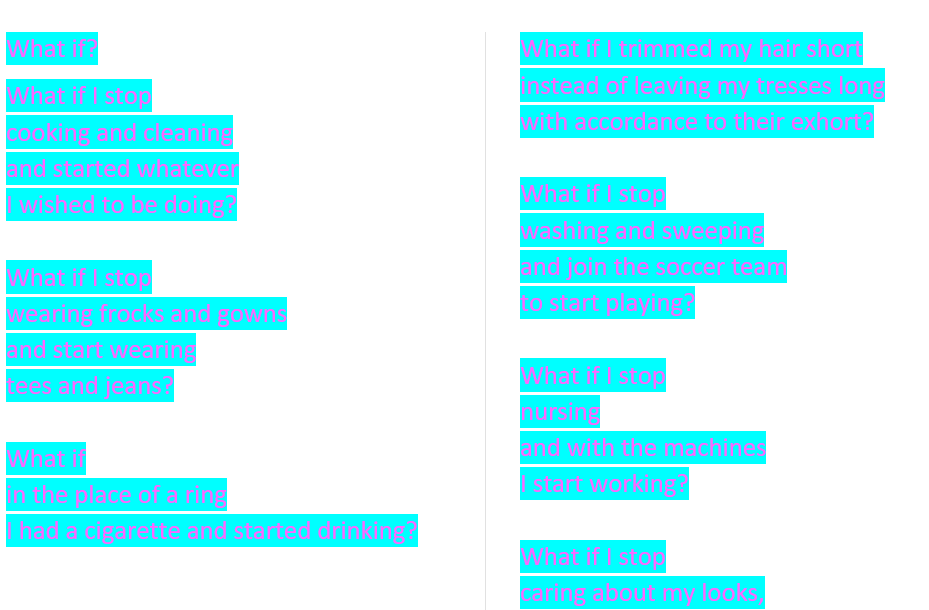 What if?
What if I stop
cooking and cleaning
and started whatever
I wished to be doing?
What if I stop
wearing frocks and gowns
and start wearing
tees and jeans?
What if
in the place of a ring
I had a cigarette and started drinking?
What if I trimmed my hair short
instead of leaving my tresses long
with accordance to their exhort?
What if I stop
washing and sweeping
and join the soccer team
to start playing?
What if I stop
nursing
and with the machines
I start working?
What if I stop
caring about my looks,